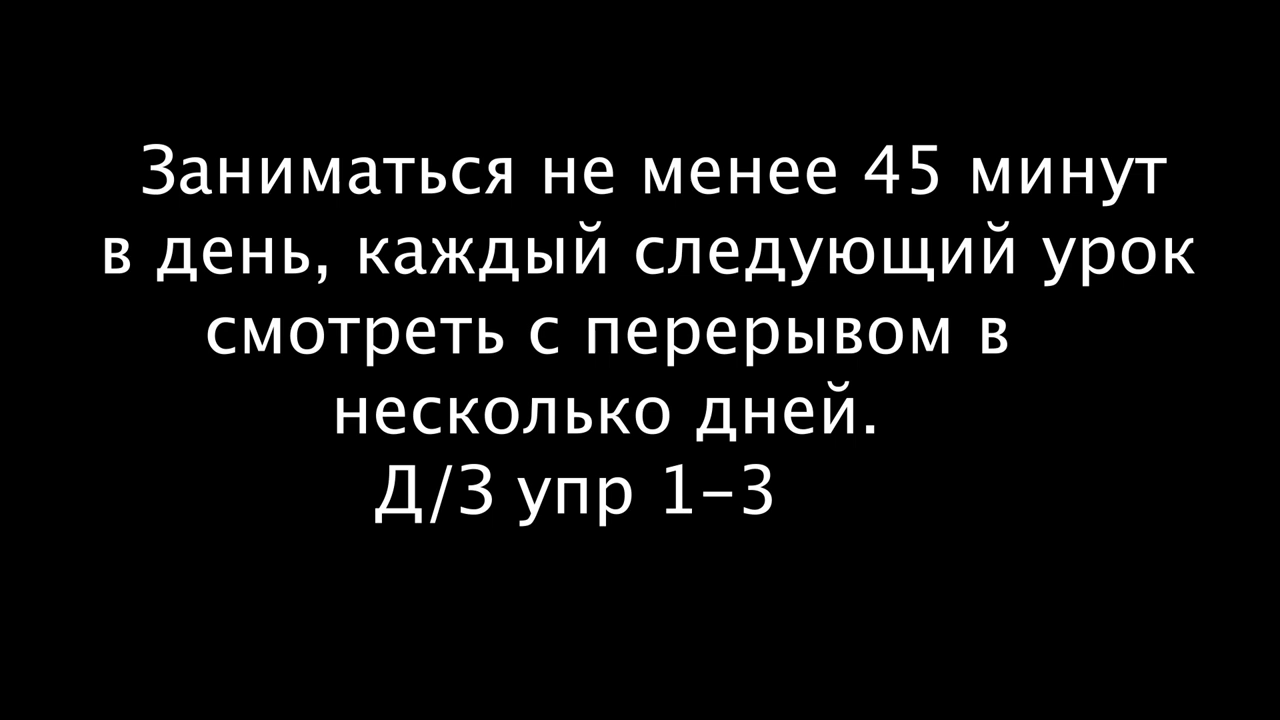 Заниматься не менее 45 минут
в день, каждый следующий урок
смотреть с перерывом в
несколько дней.
Д/З упр 1-3